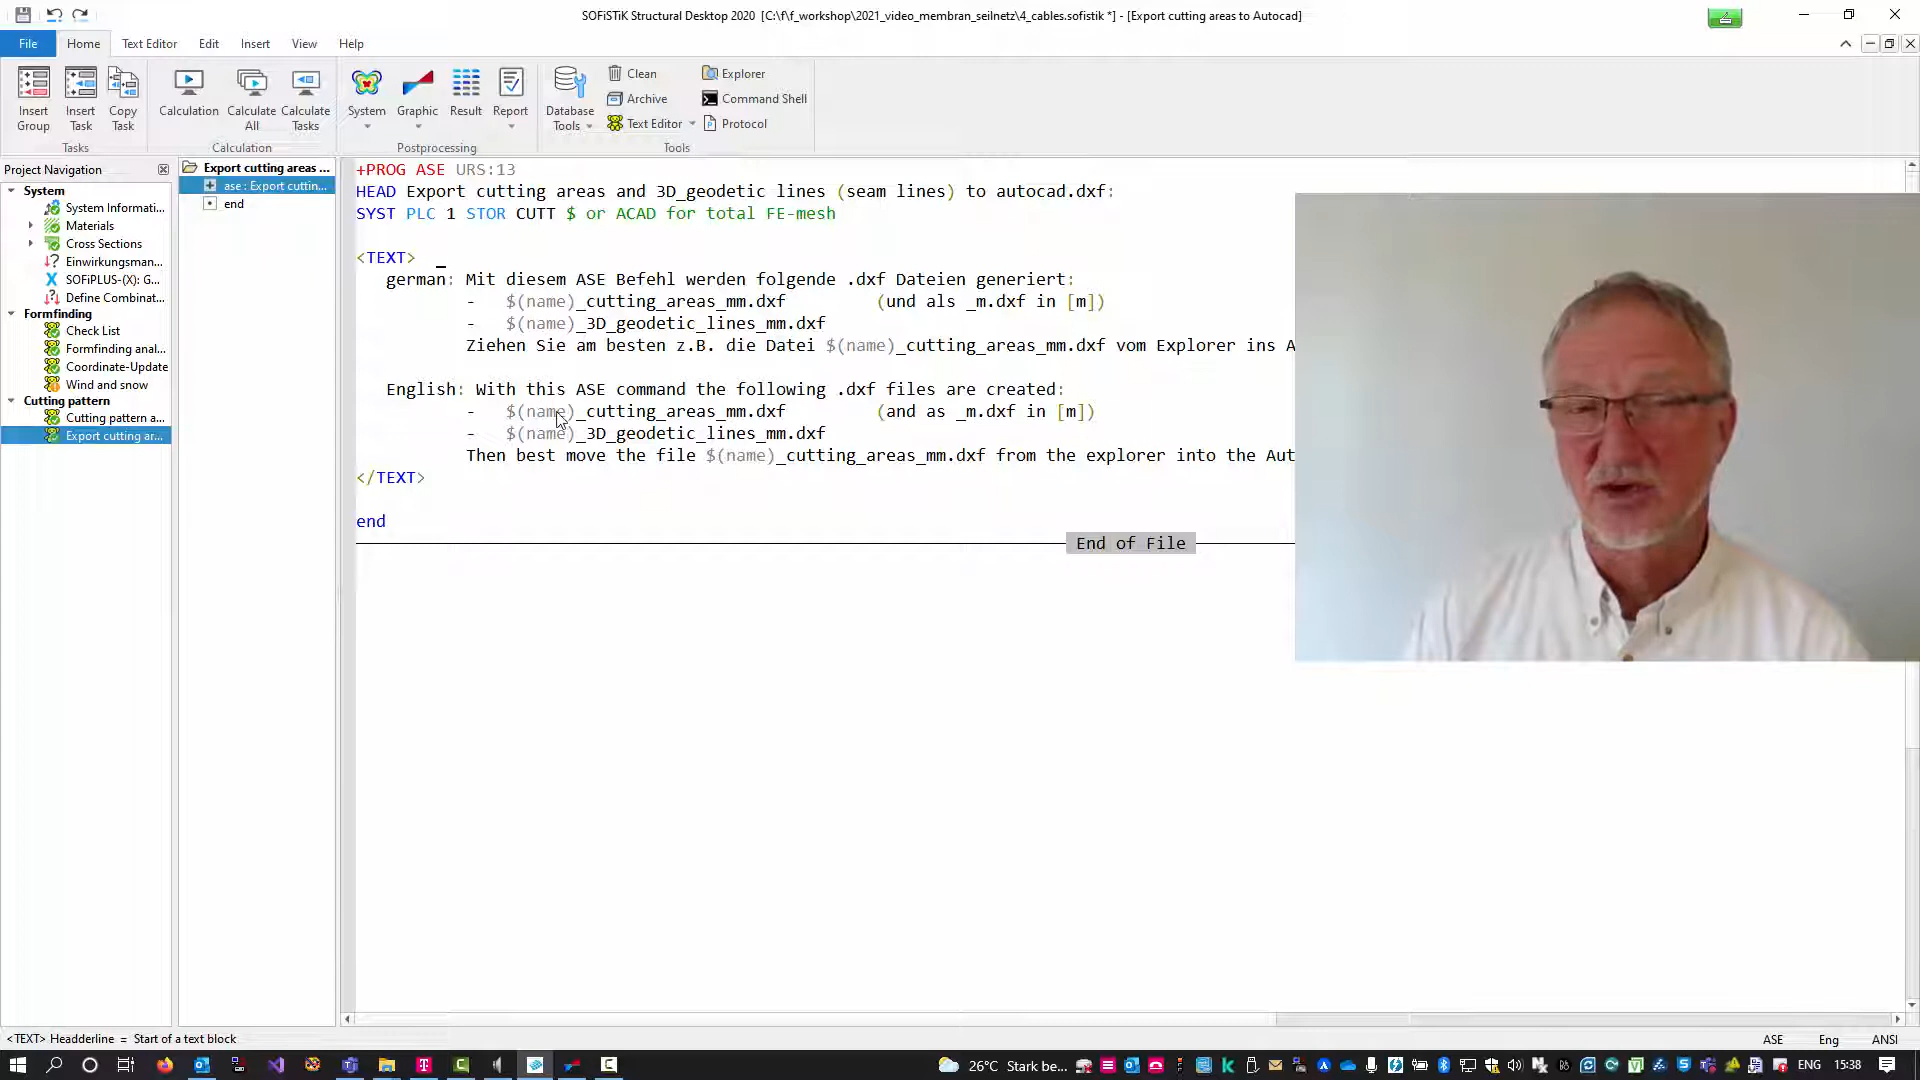 SOFiSTiK Structural Desktop 2020 [C:\f\f_workshop\2021_video_membran_seilnetz\4_cables.sofistik *] - [Export cutting areas to Autocad]
File Home Text Editor Edit Insert View Help
Insert Group
Insert Task
Copy Task
Tasks
Calculation
Calculate All
Calculate Tasks
Calculation
System
Graphic
Result
Report
Postprocessing
Database Tools
Clean
Archive
Text Editor
Explorer
Command Shell
Protocol
Tools
Project Navigation
System
System Informati...
Materials
Cross Sections
Einwirkungsman...
SOFiPLUS-(X): G...
Define Combinat...
Formfinding
Check List
Formfinding anal...
Coordinate-Update
Wind and snow
Cutting pattern
Cutting pattern a...
Export cutting ar...
Export cutting areas ...
ase : Export cuttin...
end
+PROG ASE URS:13
HEAD Export cutting areas and 3D_geodetic lines (seam lines) to autocad.dxf:
SYST PLC 1 STOR CUTT $ or ACAD for total FE-mesh
<TEXT>
german: Mit diesem ASE Befehl werden folgende .dxf Dateien generiert:
- $(name)_cutting_areas_mm.dxf (und als _m.dxf in [m])
- $(name)_3D_geodetic_lines_mm.dxf
Ziehen Sie am besten z.B. die Datei $(name)_cutting_areas_mm.dxf vom Explorer ins A
English: With this ASE command the following .dxf files are created:
- $(name)_cutting_areas_mm.dxf (and as _m.dxf in [m])
- $(name)_3D_geodetic_lines_mm.dxf
Then best move the file $(name)_cutting_areas_mm.dxf from the explorer into the Aut
</TEXT>
end
End of File
<TEXT> Headderline = Start of a text block
ASE Eng ANSI
26°C Stark be... ENG 15:38